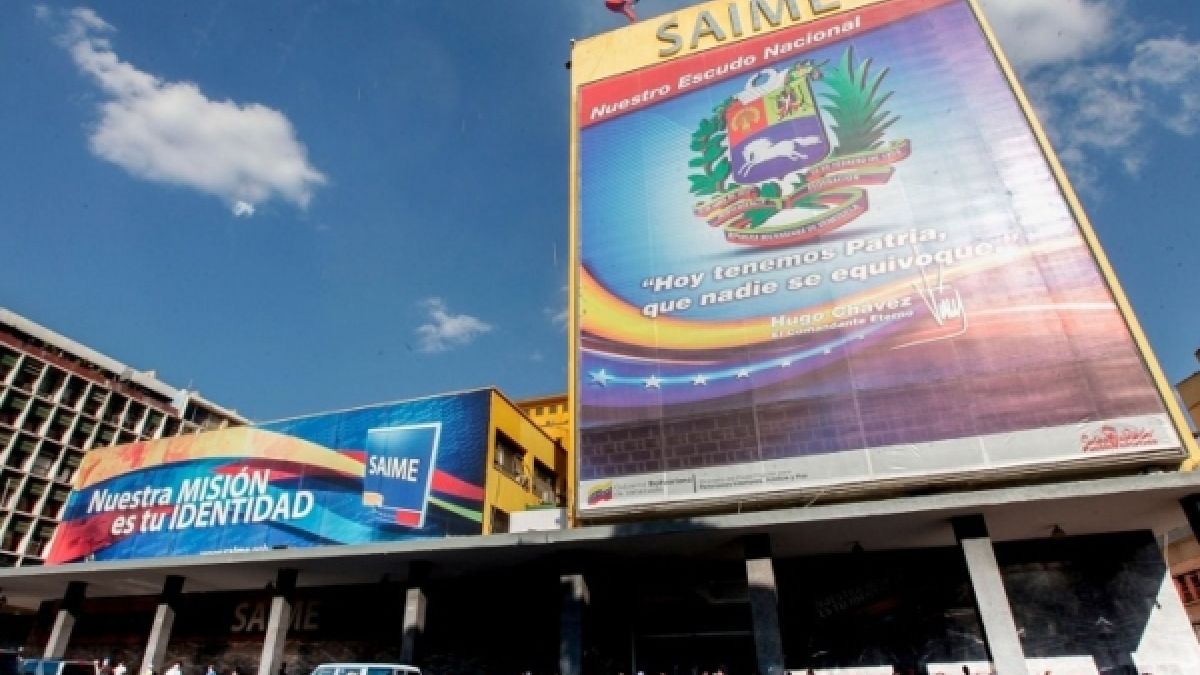 SAIME
Nuestro Escudo Nacional
"Hoy tenemos Patria,
que nadie se equivoque"
Hugo Chávez
El Comandante Eterno
Nuestra MISIÓN
es tu IDENTIDAD
SAIME
SAIME